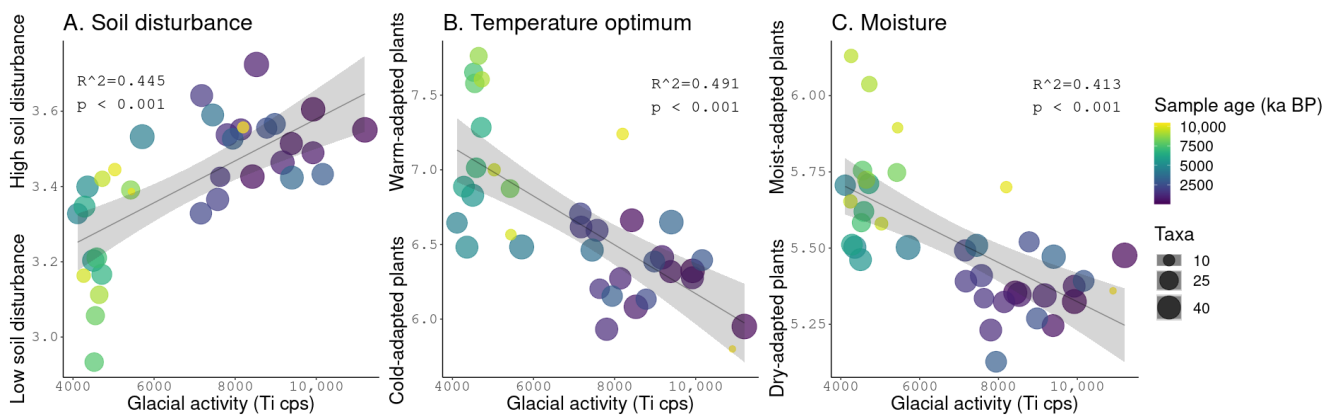 A. Soil disturbance
High soil disturbance
Low soil disturbance
R^2=0.445
p < 0.001
3.6
3.4
3.2
3.0
4000 6000 8000 10,000
Glacial activity (Ti cps)
B. Temperature optimum
Warm-adapted plants
Cold-adapted plants
R^2=0.491
p < 0.001
7.5
7.0
6.5
6.0
4000 6000 8000 10,000
Glacial activity (Ti cps)
C. Moisture
Moist-adapted plants
Dry-adapted plants
R^2=0.413
p < 0.001
6.00
5.75
5.50
5.25
4000 6000 8000 10,000
Glacial activity (Ti cps)
Sample age (ka BP)
10,000
7500
5000
2500
Taxa
10
25
40